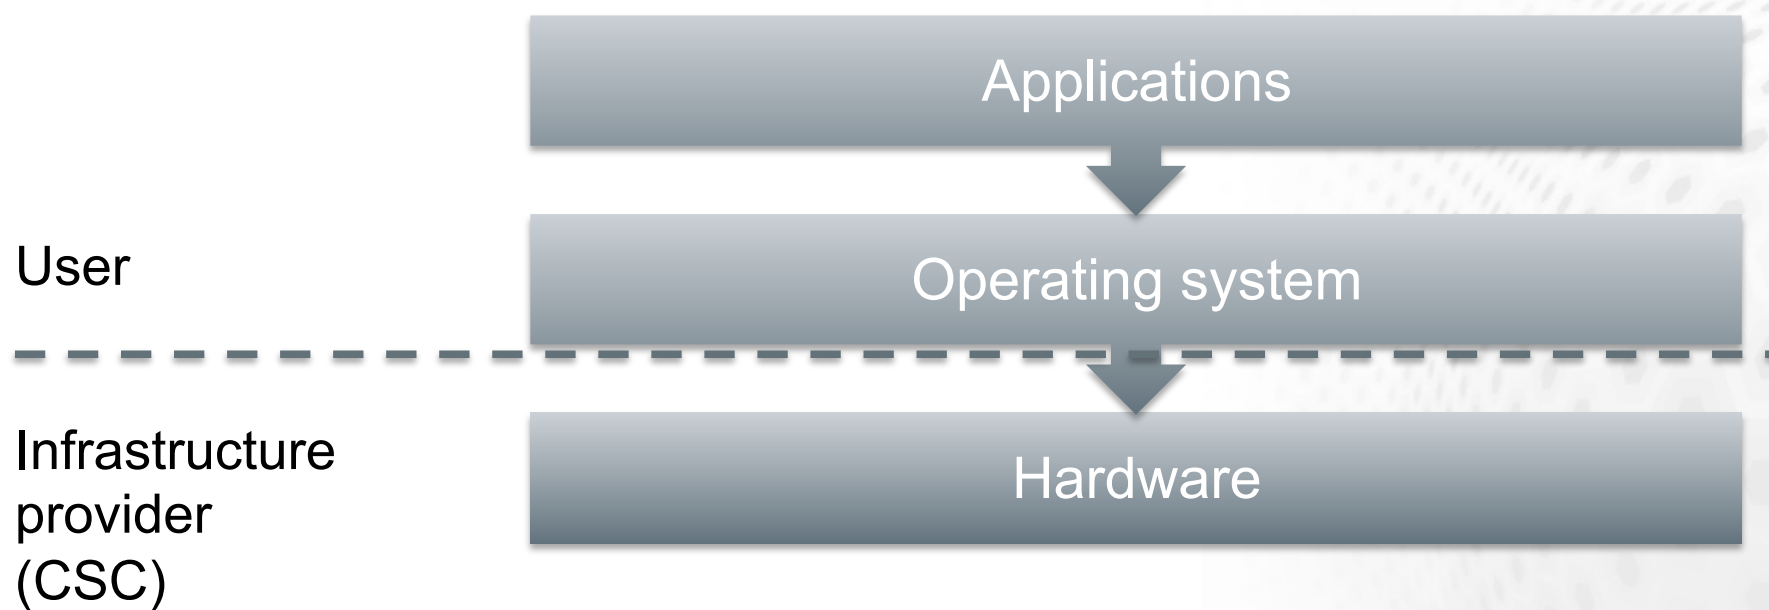 Applications
User
Operating system
Infrastructure
provider
(CSC)
Hardware